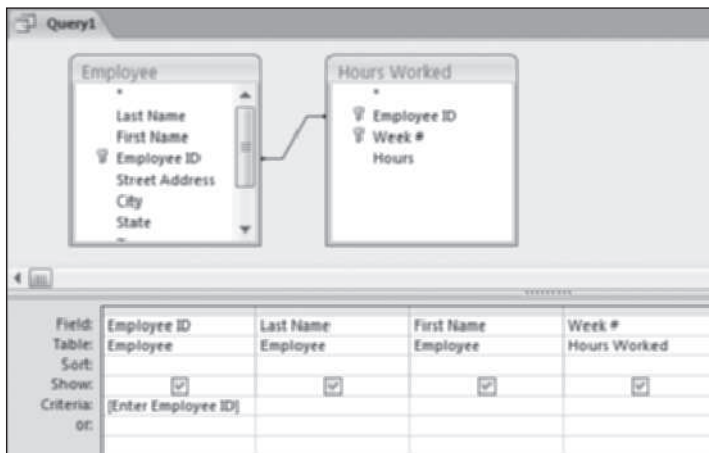 Query1
Employee
*
Last Name
First Name
Employee ID
Street Address
City
State
Hours Worked
*
Employee ID
Week #
Hours
Field: Employee ID Last Name First Name Week #
Table: Employee Employee Employee Hours Worked
Sort:
Show:
Criteria: [Enter Employee ID]
or: